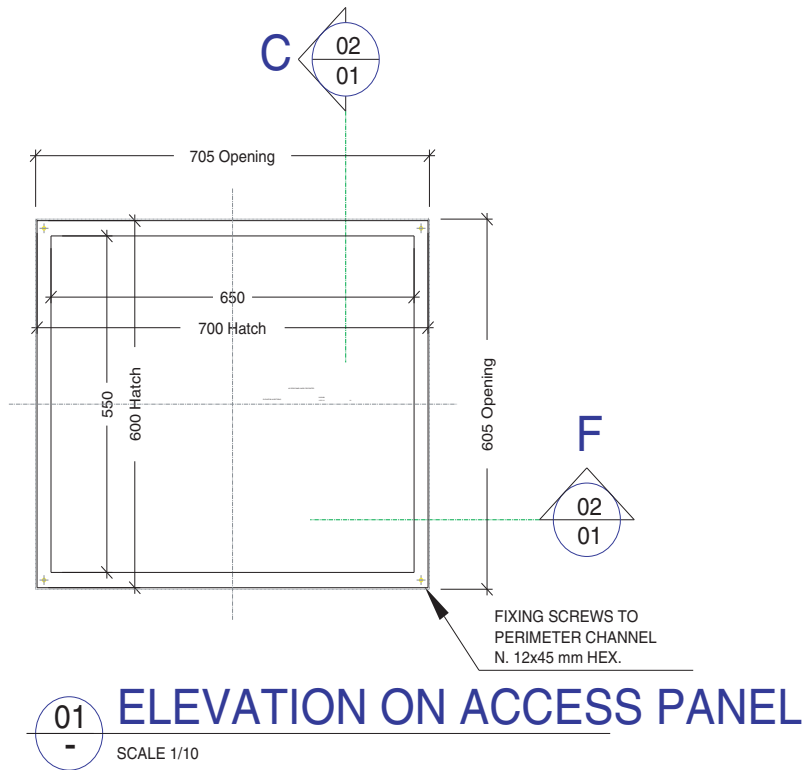 C
02
01
705 Opening
650
700 Hatch
550
600 Hatch
605 Opening
F
02
01
FIXING SCREWS TO
PERIMETER CHANNEL
N. 12x45 mm HEX.
01
-
ELEVATION ON ACCESS PANEL
SCALE 1/10